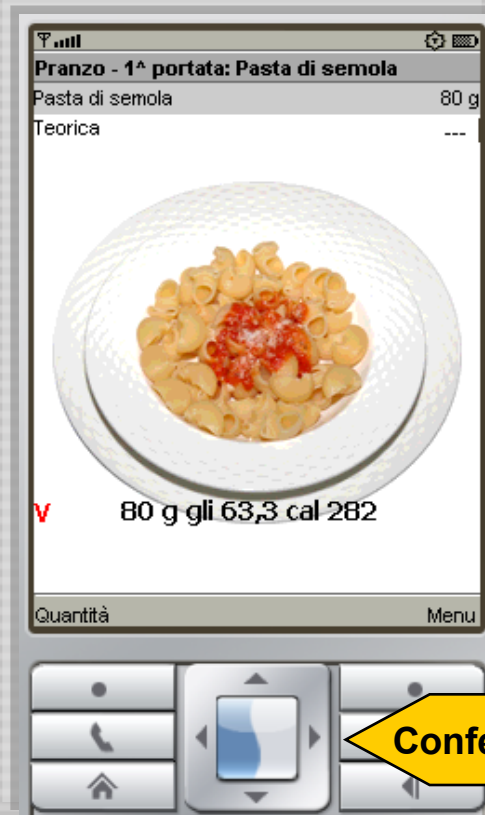 Pranzo - 1^ portata: Pasta di semola
Pasta di semola 80 g
Teorica ---
V 80 g gli 63,3 cal 282
Quantità Menu